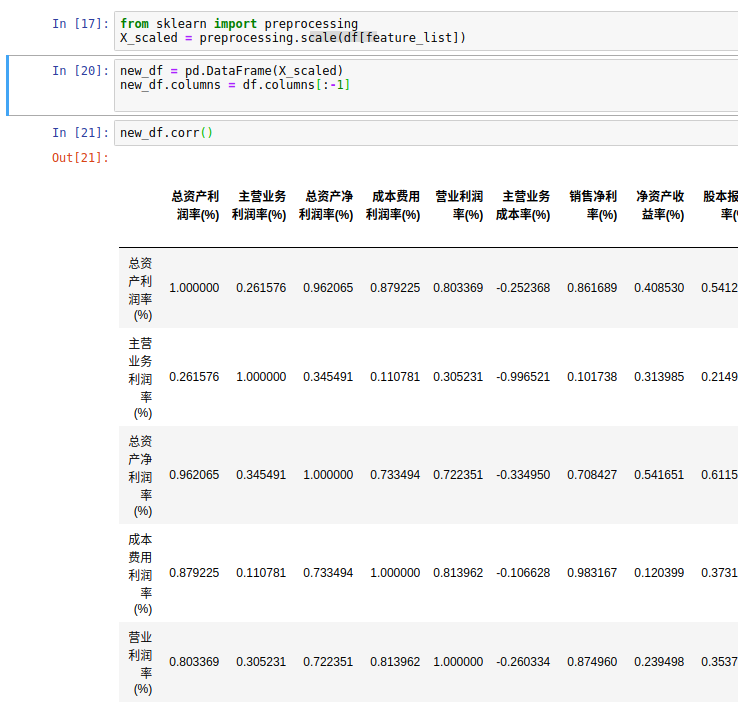 In [17]: from sklearn import preprocessing
X_scaled = preprocessing.scale(df[feature_list])
In [20]: new_df = pd.DataFrame(X_scaled)
new_df.columns = df.columns[:-1]
In [21]: new_df.corr()
Out[21]:
总资产利 主营业务 总资产净 成本费用 营业利润 主营业务 销售净利 净资产收 股本报
润率(%) 利润率(%) 利润率(%) 利润率(%) 率(%) 成本率(%) 率(%) 益率(%) 率(
总资
产利
润率
(%)
1.000000 0.261576 0.962065 0.879225 0.803369 -0.252368 0.861689 0.408530 0.5412
主营
业务
利润
率
(%)
0.261576 1.000000 0.345491 0.110781 0.305231 -0.996521 0.101738 0.313985 0.2149
总资
产净
利润
率
(%)
0.962065 0.345491 1.000000 0.733494 0.722351 -0.334950 0.708427 0.541651 0.6115
成本
费用
利润
率
(%)
0.879225 0.110781 0.733494 1.000000 0.813962 -0.106628 0.983167 0.120399 0.3731
营业
利润
率
(%)
0.803369 0.305231 0.722351 0.813962 1.000000 -0.260334 0.874960 0.239498 0.3537